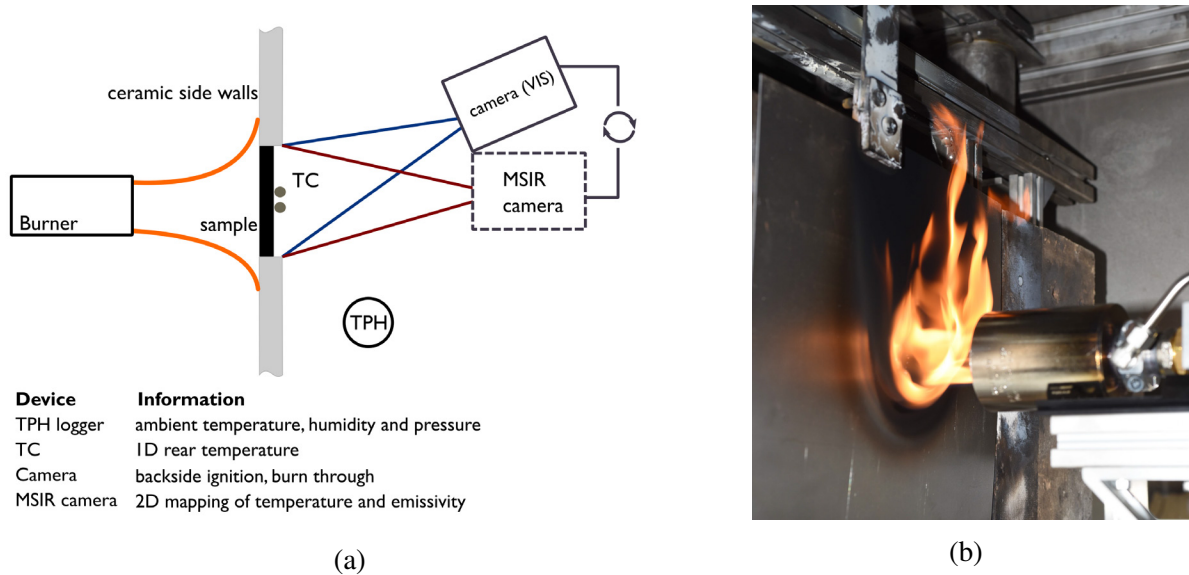 ceramic side walls
camera (VIS)
TC
MSIR
camera
Burner
sample
TPH
Device Information
TPH logger ambient temperature, humidity and pressure
TC 1D rear temperature
Camera backside ignition, burn through
MSIR camera 2D mapping of temperature and emissivity
(a)
(b)